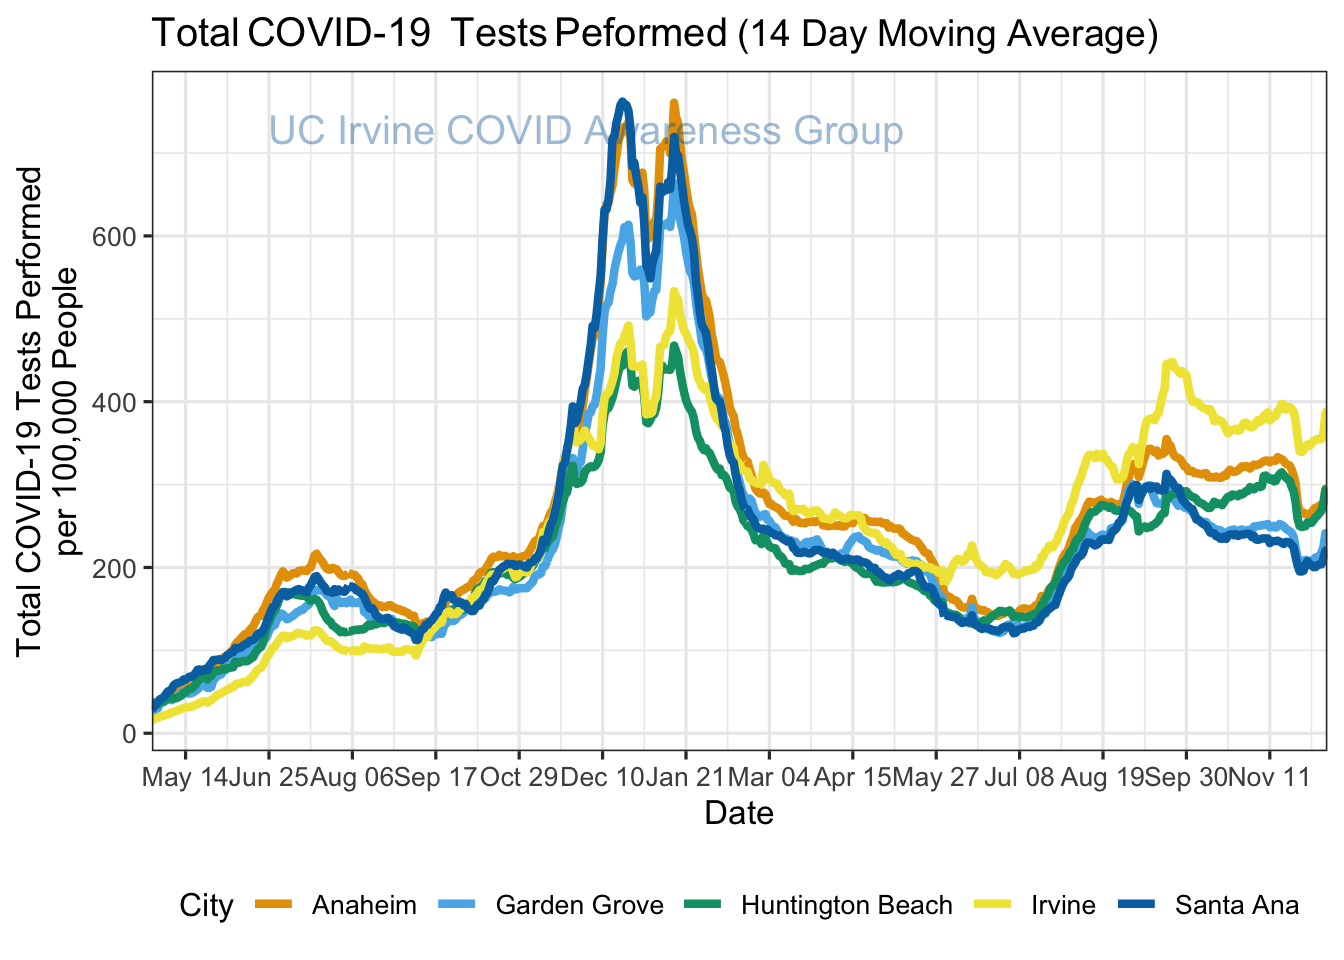 Total COVID-19  Tests Peformed (14 Day Moving Average)
UC Irvine COVID Awareness Group
Total COVID-19 Tests Performed
per 100,000 People
600
400
200
0
May 14 Jun 25 Aug 06 Sep 17 Oct 29 Dec 10 Jan 21 Mar 04 Apr 15 May 27 Jul 08 Aug 19 Sep 30 Nov 11
Date
City Anaheim Garden Grove Huntington Beach Irvine Santa Ana